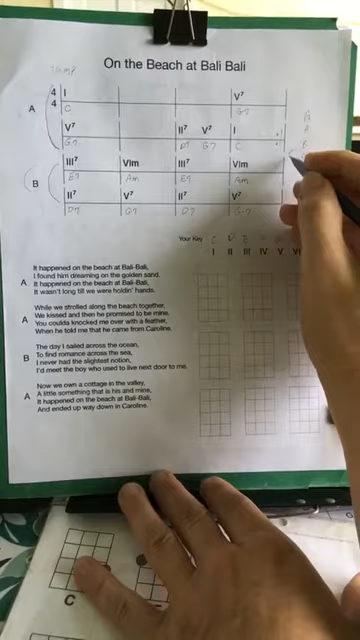 On the Beach at Bali Bali
4 I V7
4
A C G7
V7 II7 V7 I
G7 D7 G7 C
III7 VIm III7 VIm
E7 Am E7 Am
B
II7 V7 II7 V7
D7 G7 D7 G7
A
A
Your Key C D E
I II III IV V VI
It happened on the beach at Bali-Bali,
I found him dreaming on the golden sand.
A It happened on the beach at Bali-Bali,
It wasn't long till we were holdin' hands.
While we strolled along the beach together,
A We kissed and then he promised to be mine.
You coulda knocked me over with a feather,
When he told me that he came from Caroline.
The day I sailed across the ocean,
B To find romance across the sea,
I never had the slightest notion,
I'd meet the boy who used to live next door to me.
Now we own a cottage in the valley,
A A little something that is his and mine,
It happened on the beach at Bali-Bali,
And ended up way down in Caroline.
C